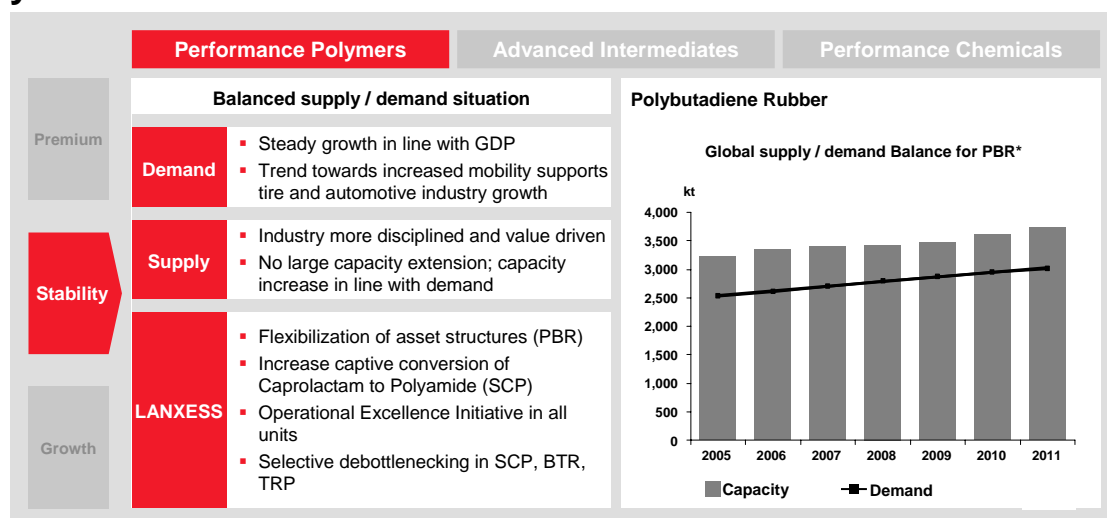 Performance Polymers
Advanced Intermediates
Performance Chemicals
Premium
Stability
Growth
Balanced supply / demand situation
Demand
▪ Steady growth in line with GDP
▪ Trend towards increased mobility supports
tire and automotive industry growth
Supply
▪ Industry more disciplined and value driven
▪ No large capacity extension; capacity
increase in line with demand
LANXESS
▪ Flexibilization of asset structures (PBR)
▪ Increase captive conversion of
Caprolactam to Polyamide (SCP)
▪ Operational Excellence Initiative in all
units
▪ Selective debottlenecking in SCP, BTR,
TRP
Polybutadiene Rubber
Global supply / demand Balance for PBR*
kt
4,000
3,500
3,000
2,500
2,000
1,500
1,000
500
0
2005 2006 2007 2008 2009 2010 2011
Capacity Demand